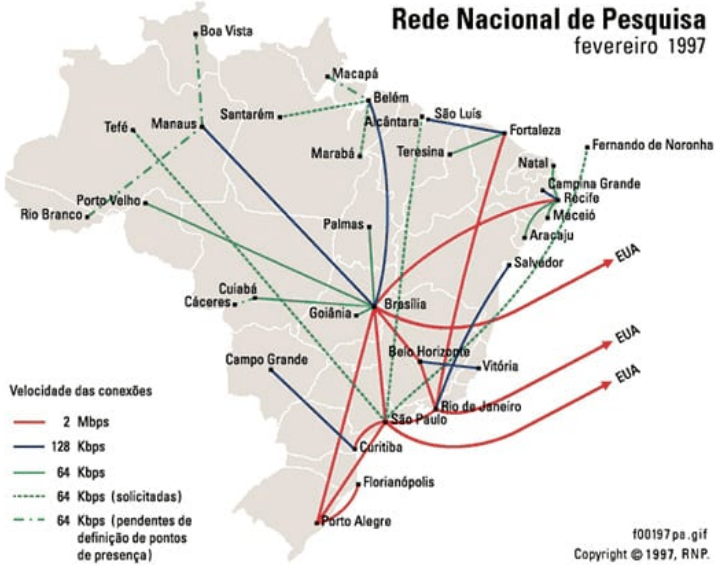 Rede Nacional de Pesquisa
fevereiro 1997
Boa Vista
Macapá
Belém
Santarém
Alcântara
São Luís
Tefé
Manaus
Fortaleza
Marabá
Teresina
Fernando de Noronha
Natal
Campina Grande
Porto Velho
Recife
Rio Branco
Maceió
Palmas
Aracaju
Salvador
EUA
Cuiabá
Cáceres
Brasília
Goiânia
EUA
Belo Horizonte
Campo Grande
Vitória
EUA
Velocidade das conexões
Rio de Janeiro
2 Mbps
São Paulo
128 Kbps
Curitiba
64 Kbps
Florianópolis
64 Kbps (solicitadas)
64 Kbps (pendentes de
definição de pontos
de presença)
Porto Alegre
f00197pa.gif
Copyright © 1997, RNP.